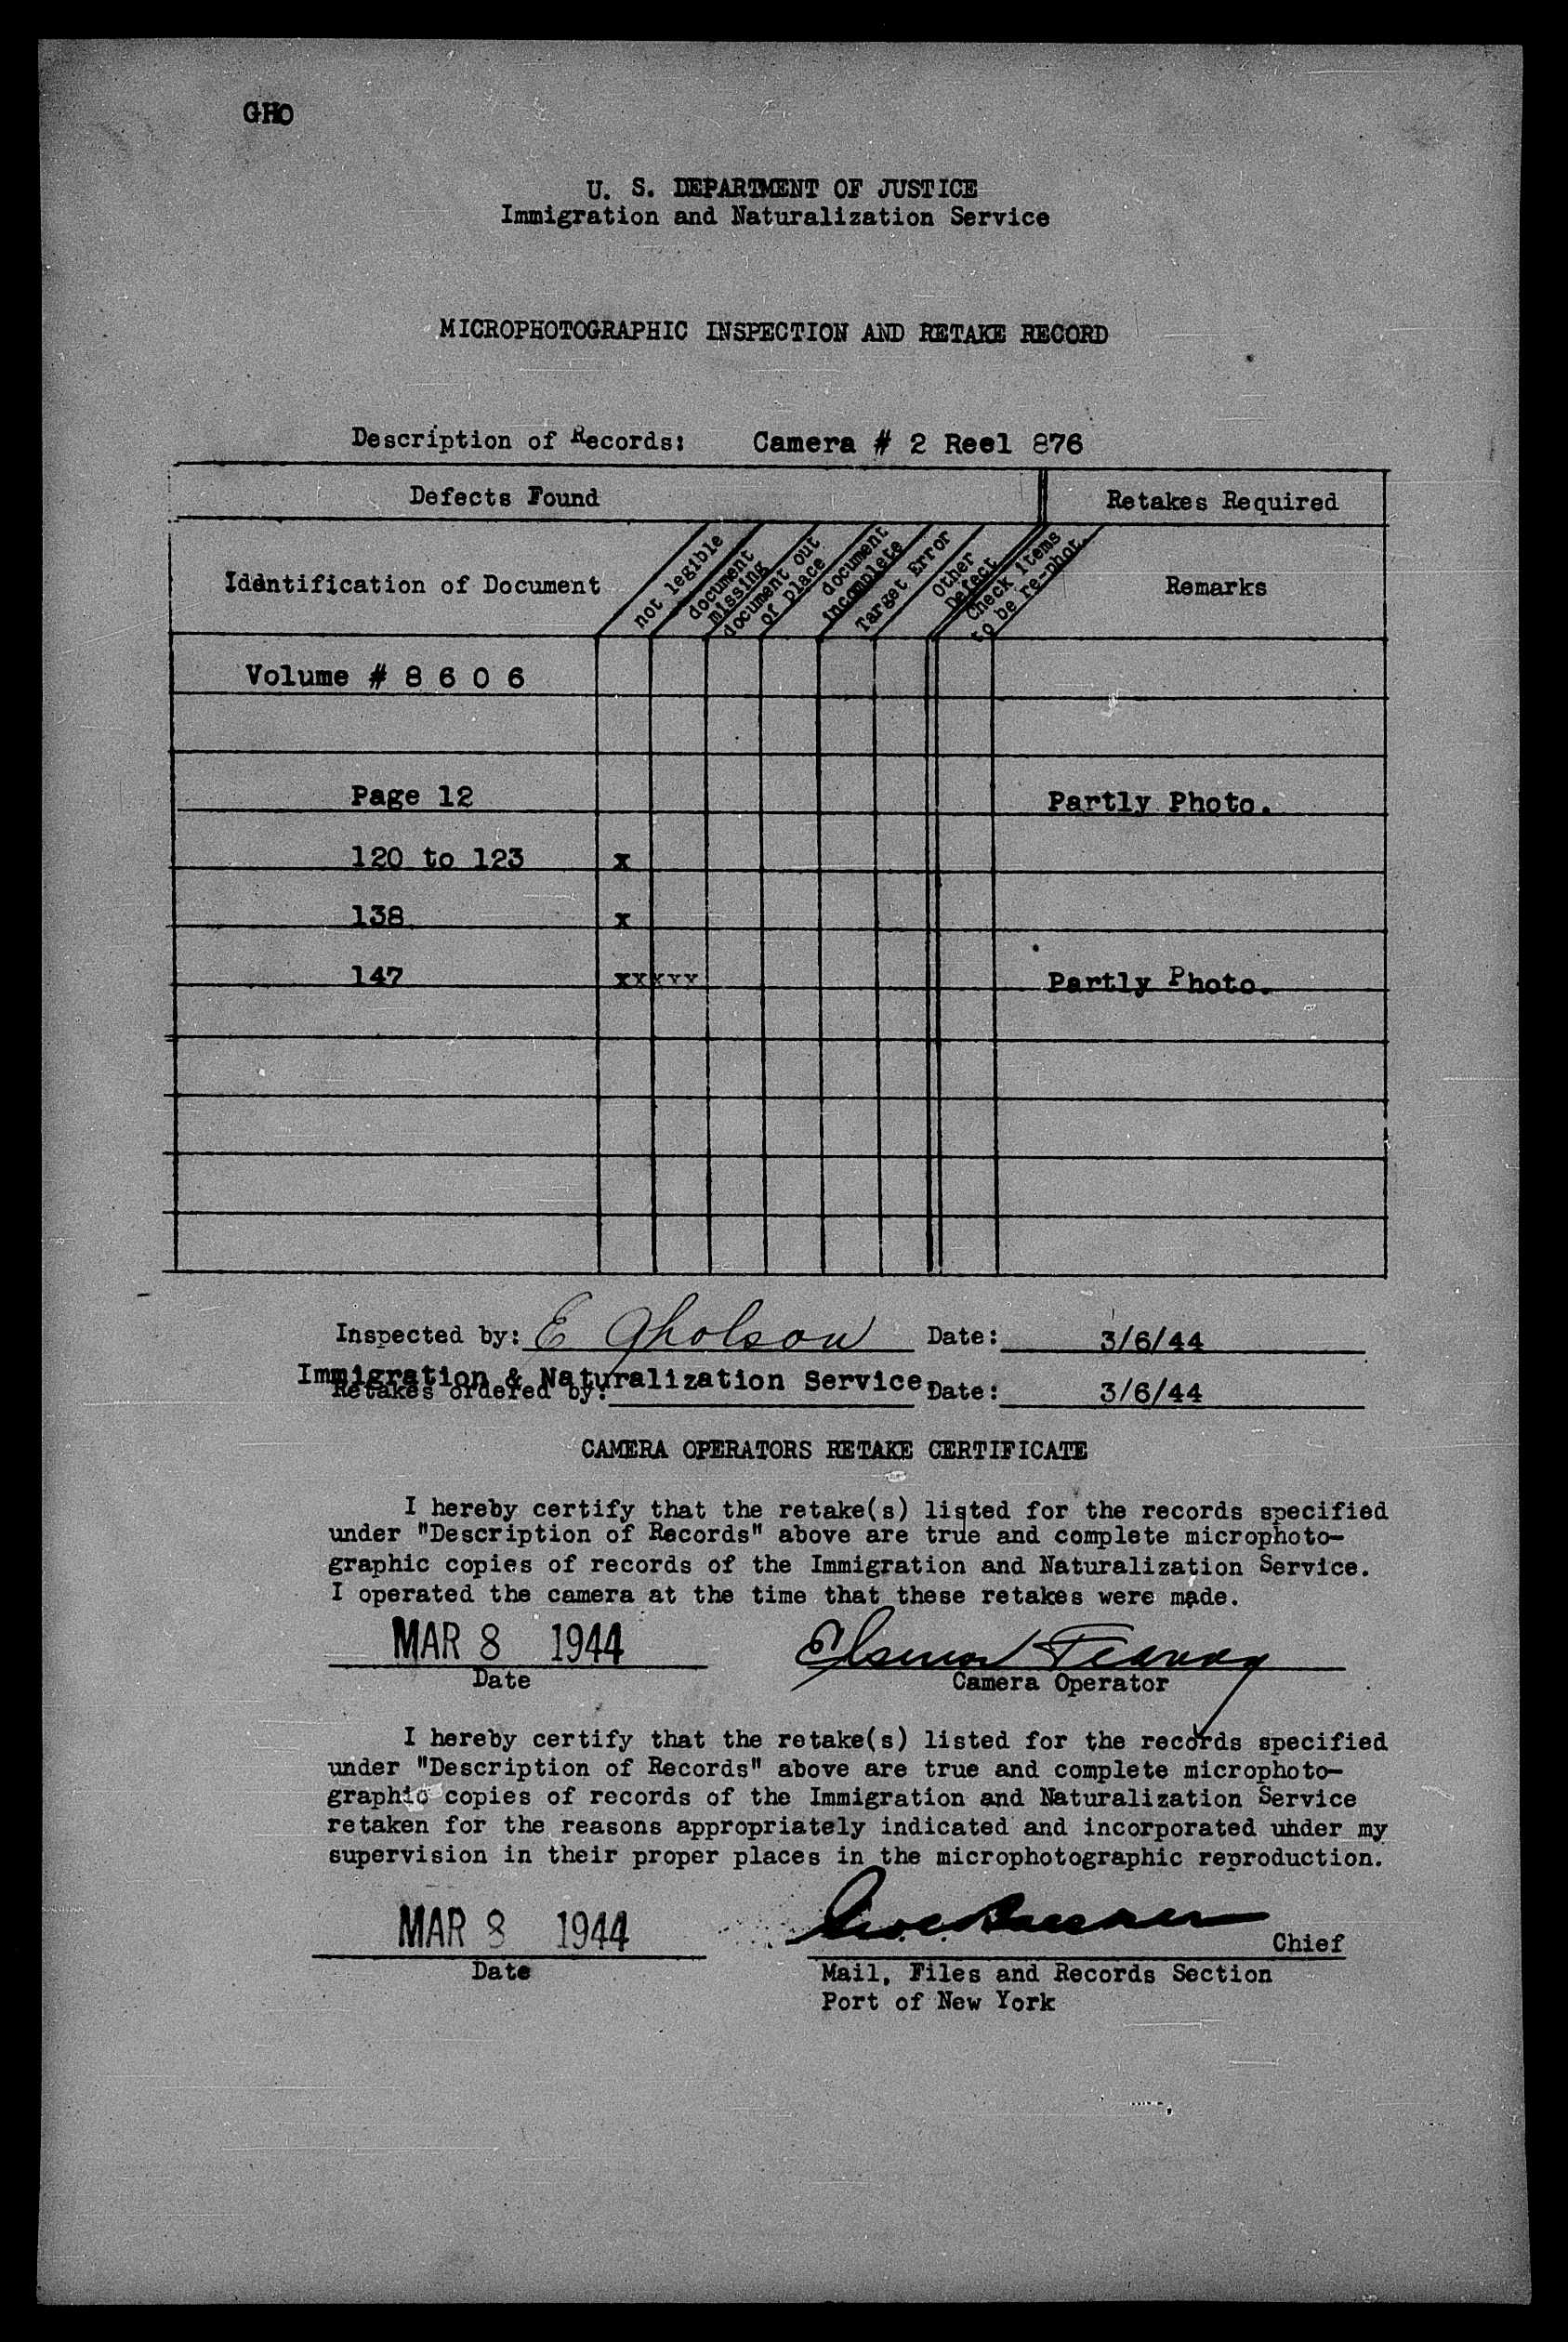 GHO
U. S. DEPARTMENT OF JUSTICE
Immigration and Naturalization Service
MICROPHOTOGRAPHIC INSPECTION AND RETAKE RECORD
Description of Records: Camera # 2 Reel 876
Defects Found Retakes Required
Identification of Document
not legible
document
missing
document out
of place
document
incomplete
Target Error
Other
Defect
Check items
to be re-phot.
Remarks
Volume # 8 6 0 6
Page 12 Partly Photo.
120 to 123 x
138 x
147 xxxxx Partly Photo.
Inspected by: E Gholson Date: 3/6/44
Immigration & Naturalization Service
Retakes ordered by: Date: 3/6/44
CAMERA OPERATORS RETAKE CERTIFICATE
I hereby certify that the retake(s) listed for the records specified
under "Description of Records" above are true and complete microphoto-
graphic copies of records of the Immigration and Naturalization Service.
I operated the camera at the time that these retakes were made.
MAR 8 1944
Date Camera Operator
I hereby certify that the retake(s) listed for the records specified
under "Description of Records" above are true and complete microphoto-
graphic copies of records of the Immigration and Naturalization Service
retaken for the reasons appropriately indicated and incorporated uhder my
supervision in their proper places in the microphotographic reproduction.
MAR 8 1944
Chief
Date Mail, Files and Records Section
Port of New York